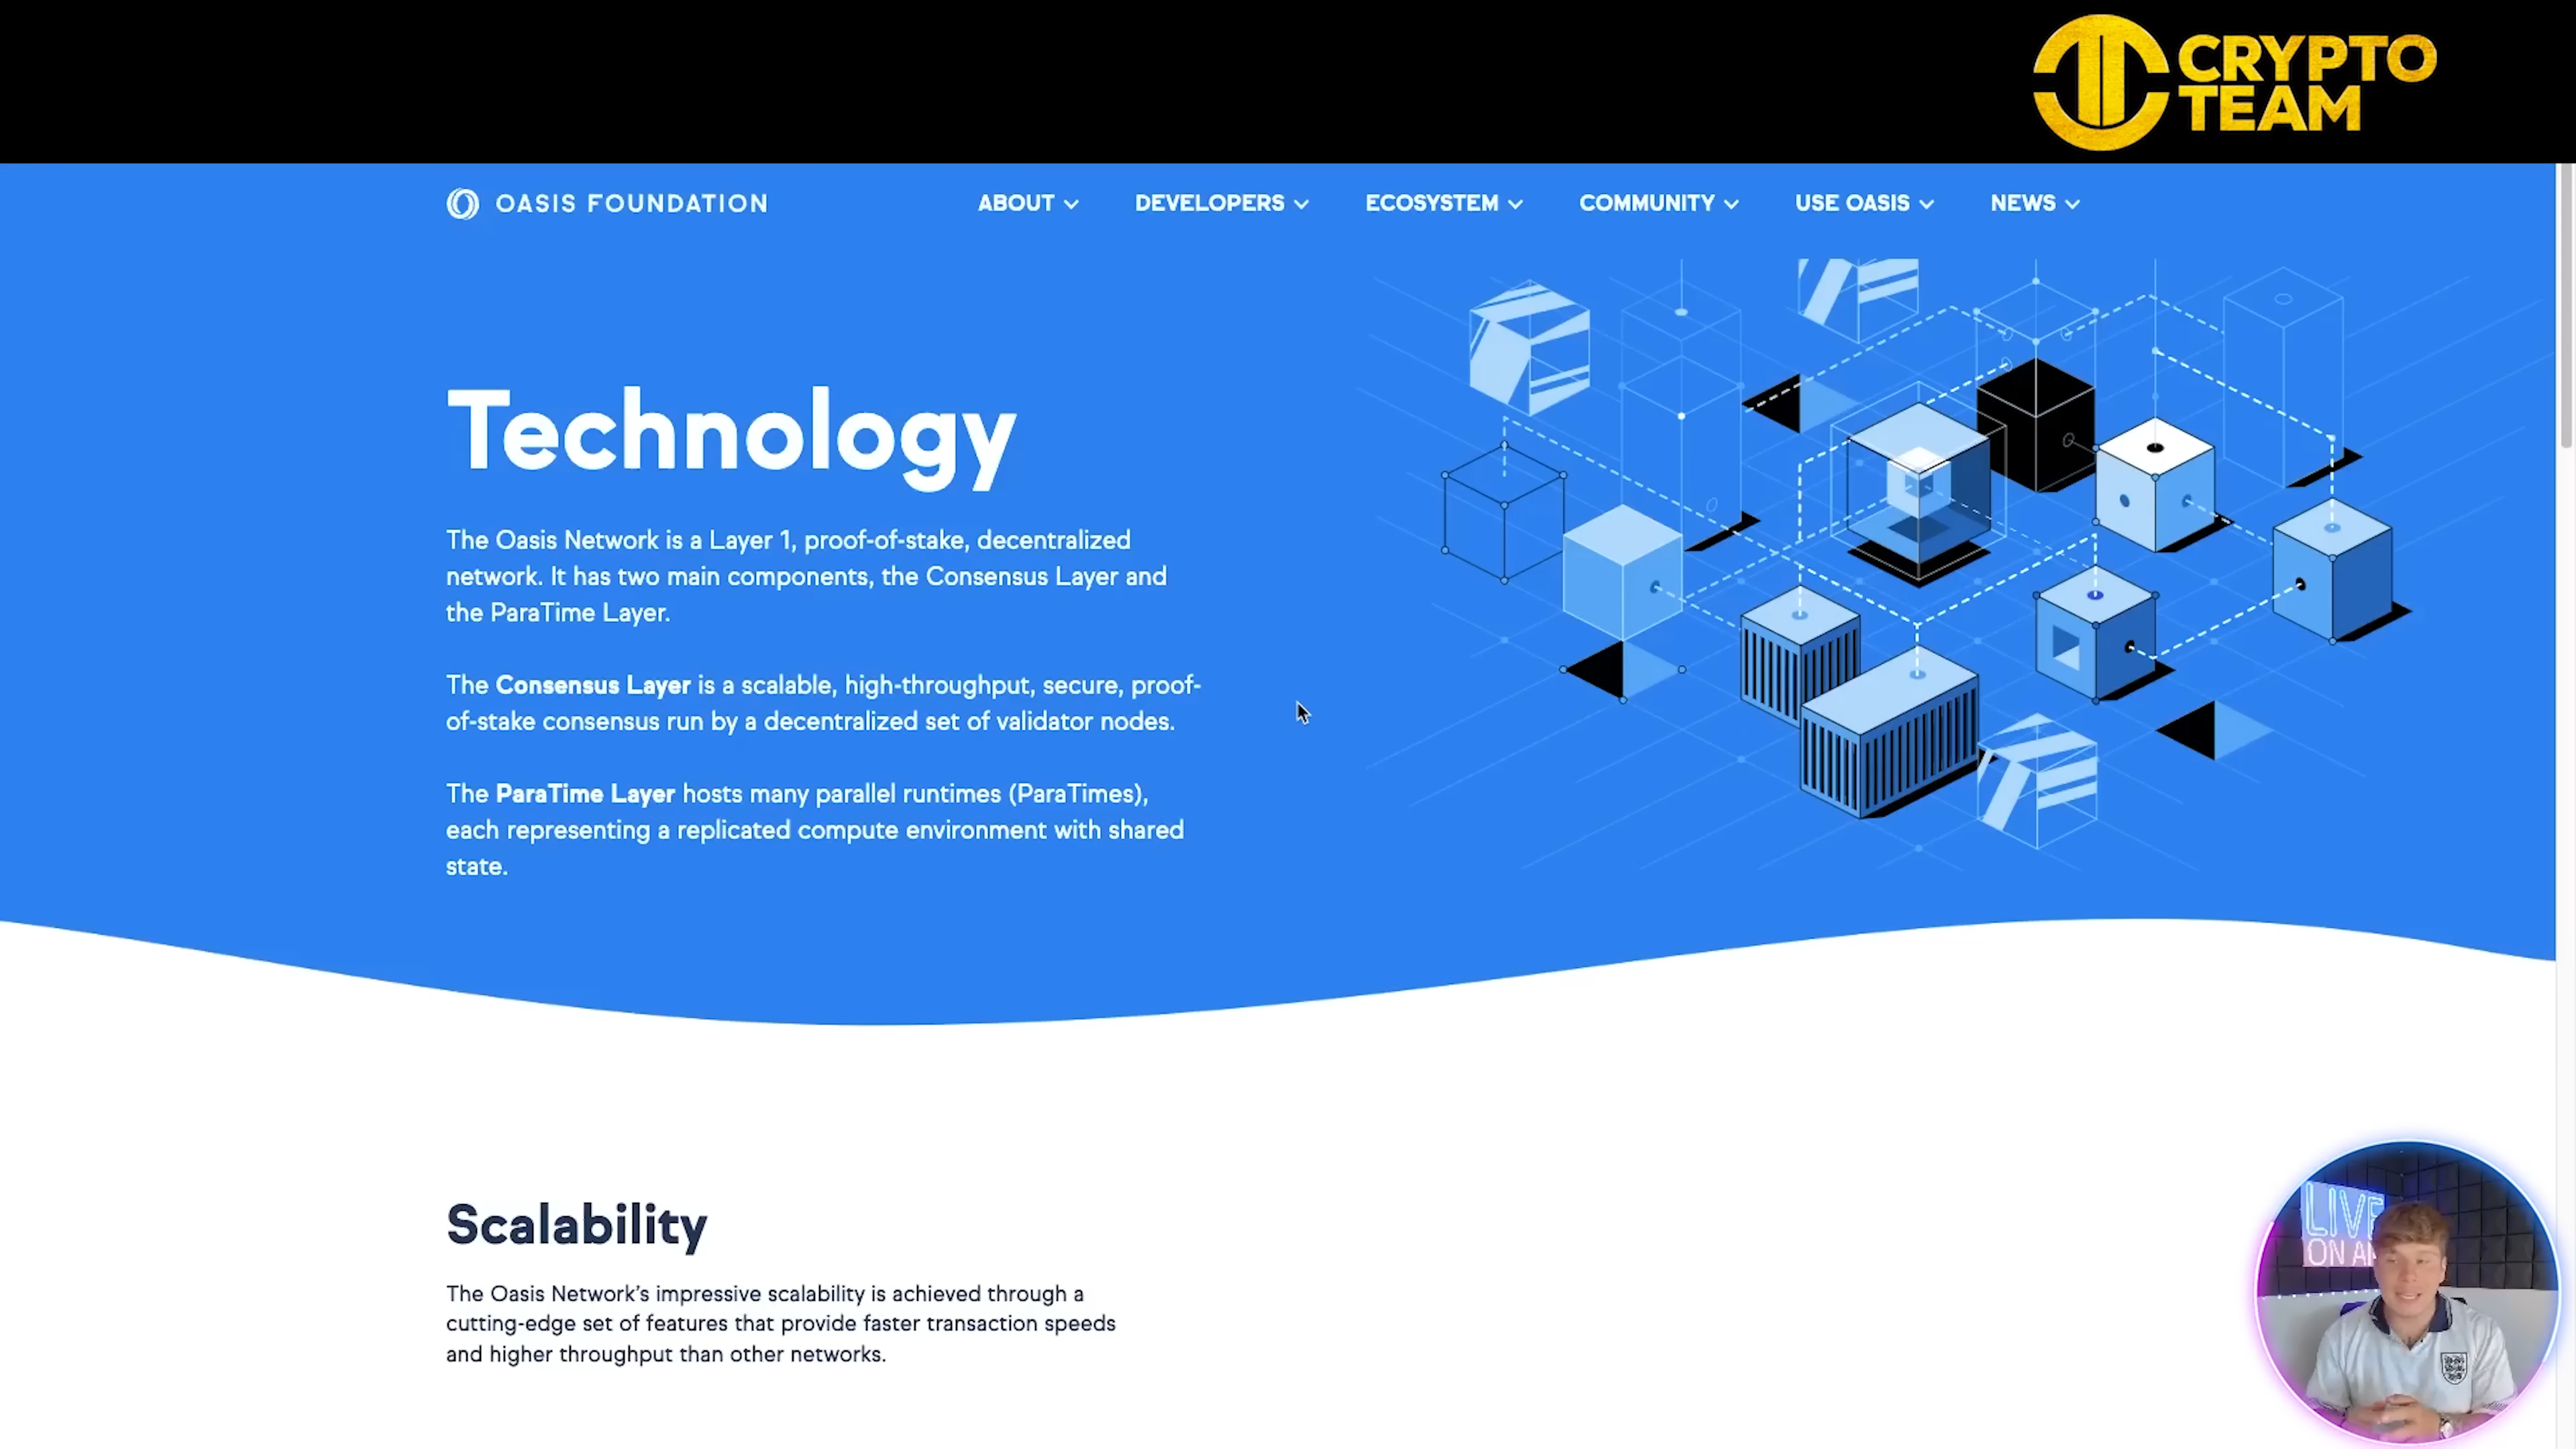 CRYPTO
TEAM
OASIS FOUNDATION
ABOUT
DEVELOPERS
ECOSYSTEM
COMMUNITY
USE OASIS
NEWS
Technology
The Oasis Network is a Layer 1, proof-of-stake, decentralized
network. It has two main components, the Consensus Layer and
the ParaTime Layer.
The Consensus Layer is a scalable, high-throughput, secure, proof-
of-stake consensus run by a decentralized set of validator nodes.
The ParaTime Layer hosts many parallel runtimes (ParaTimes),
each representing a replicated compute environment with shared
state.
Scalability
The Oasis Network’s impressive scalability is achieved through a
cutting-edge set of features that provide faster transaction speeds
and higher throughput than other networks.
LIVE
ON